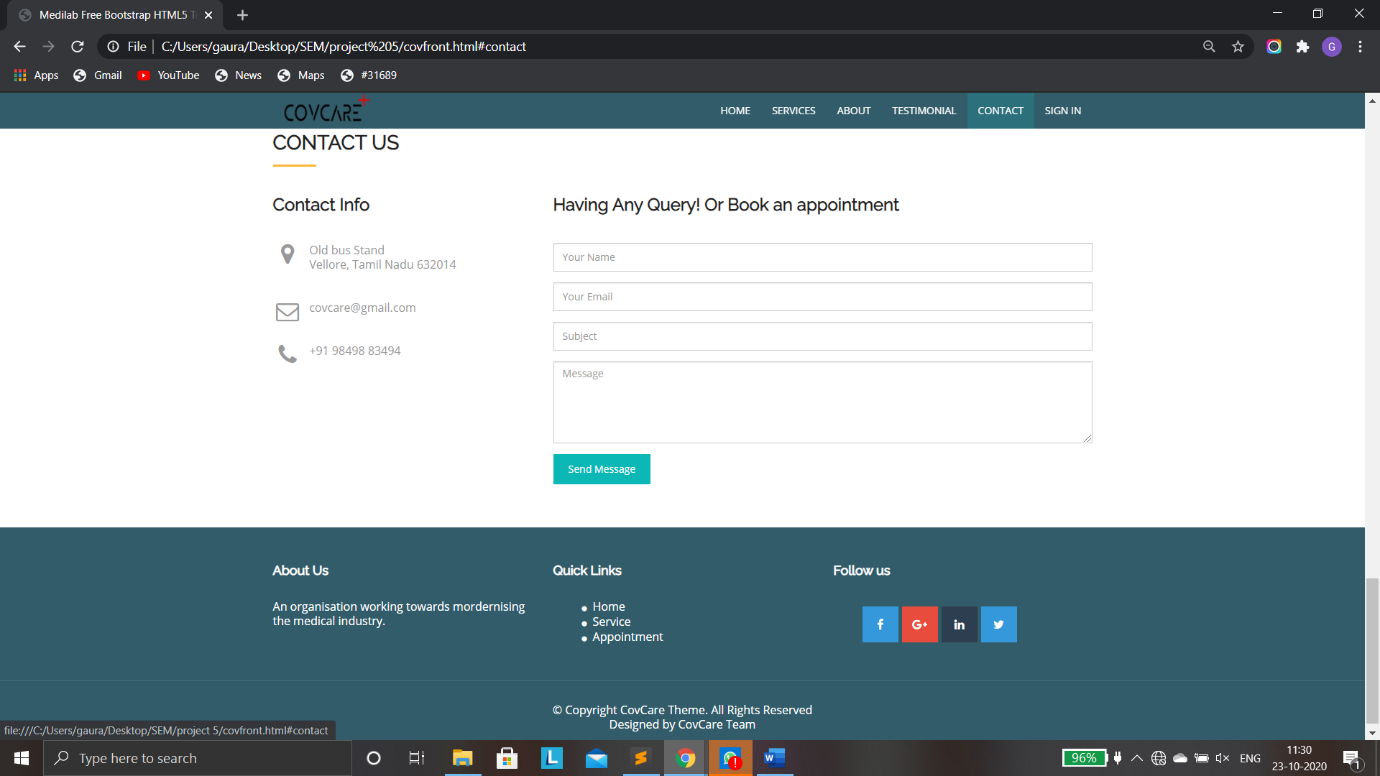 Medilab Free Bootstrap HTML5 T
File
C:/Users/gaura/Desktop/SEM/project%205/covfront.html#contact
G
Apps
Gmail
YouTube
News
Maps
#31689
COVCARE
HOME
SERVICES
ABOUT
TESTIMONIAL
CONTACT
SIGN IN
CONTACT US
Contact Info
Old bus Stand
Vellore, Tamil Nadu 632014
covcare@gmail.com
+91 98498 83494
Having Any Query! Or Book an appointment
Your Name
Your Email
Subject
Message
Send Message
About Us
An organisation working towards mordernising
the medical industry.
Quick Links
Home
Service
Appointment
Follow us
f
G+
in
© Copyright CovCare Theme. All Rights Reserved
Designed by CovCare Team
file:///C:/Users/gaura/Desktop/SEM/project 5/covfront.html#contact
Type here to search
L
S
W
96%
ENG
11:30
23-10-2020
1